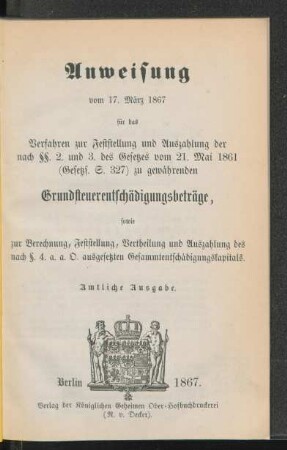 Anweisung
vom 17. März 1867
für das
Verfahren zur Feststellung und Auszahlung der
nach §§. 2. und 3. des Gesetzes vom 21. Mai 1861
(Gesetzs. S. 327) zu gewährenden
Grundsteuerentschädigungsbeträge,
sowie
zur Berechnung, Feststellung, Vertheilung und Auszahlung des
nach §. 4. a. a. O. ausgesetzten Gesammtentschädigungskapitals.
Amtliche Ausgabe.
Berlin 1867.
Verlag der Königlichen Geheimen Ober-Hofbuchdruckerei
(R. v. Decker).